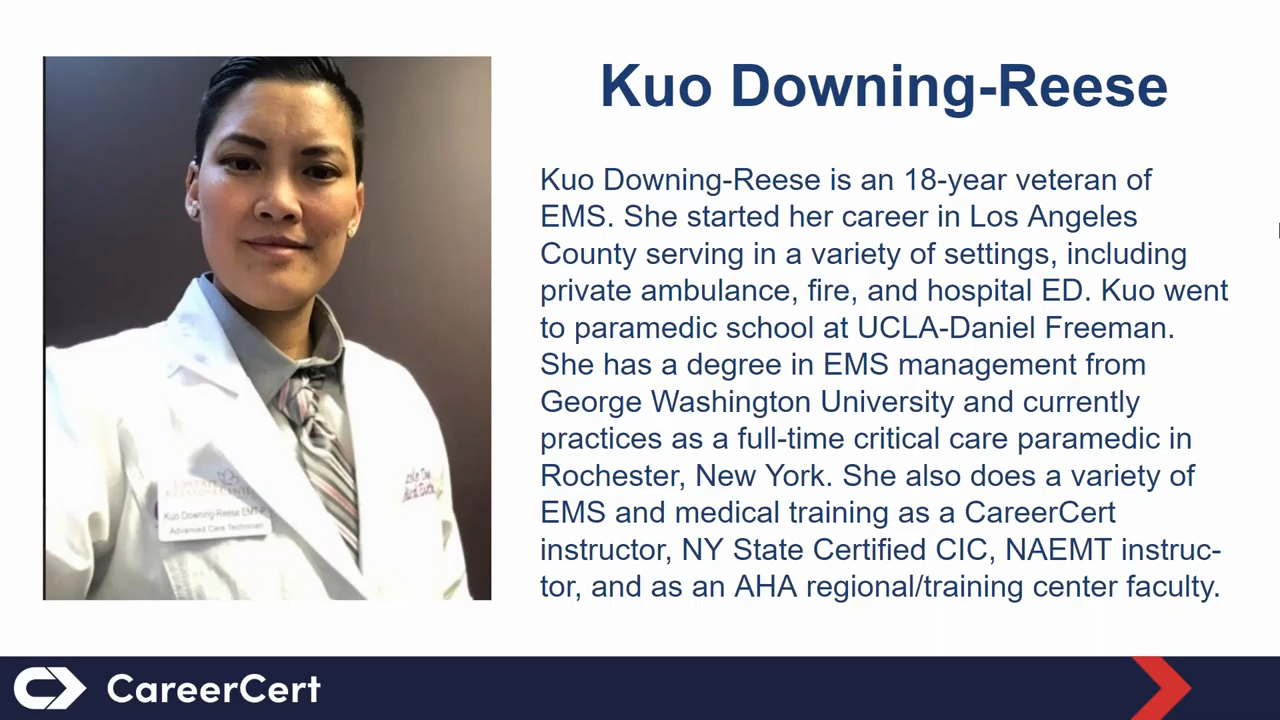 Kuo Downing-Reese
Kuo Downing-Reese is an 18-year veteran of
EMS. She started her career in Los Angeles
County serving in a variety of settings, including
private ambulance, fire, and hospital ED. Kuo went
to paramedic school at UCLA-Daniel Freeman.
She has a degree in EMS management from
George Washington University and currently
practices as a full-time critical care paramedic in
Rochester, New York. She also does a variety of
EMS and medical training as a CareerCert
instructor, NY State Certified CIC, NAEMT instruc-
tor, and as an AHA regional/training center faculty.
Kuo Downing-Reese
Advanced Care Technician
CareerCert